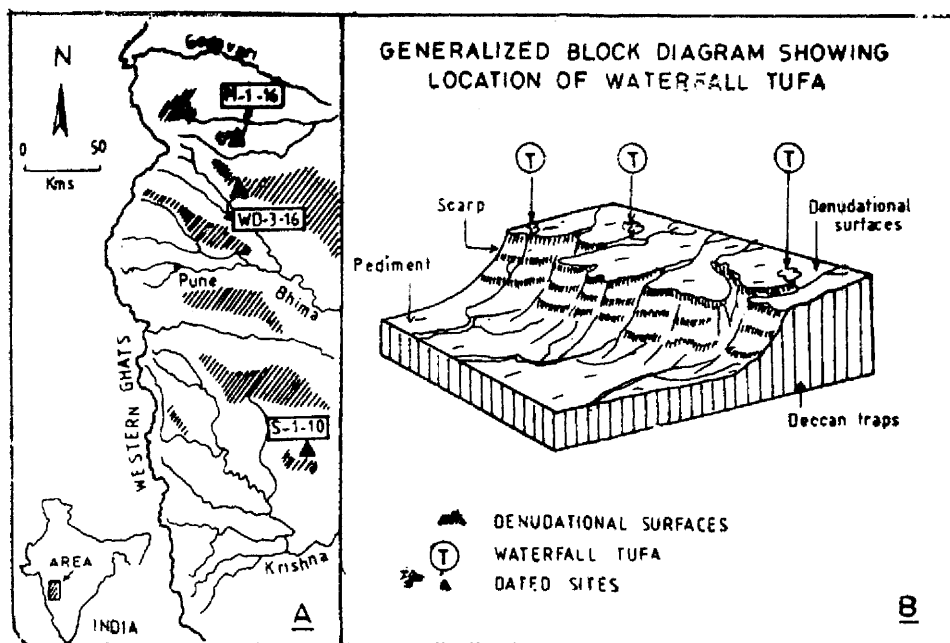 N
0 50
Kms
Godavari
M-1-16
WD-3-16
Pune
Bhima
WESTERN GHATS
S-1-10
Krishna
AREA
INDIA
A
GENERALIZED BLOCK DIAGRAM SHOWING
LOCATION OF WATERFALL TUFA
T T T
Scarp
Denudational
surfaces
Pediment
Deccan traps
DENUDATIONAL SURFACES
T WATERFALL TUFA
DATED SITES
B